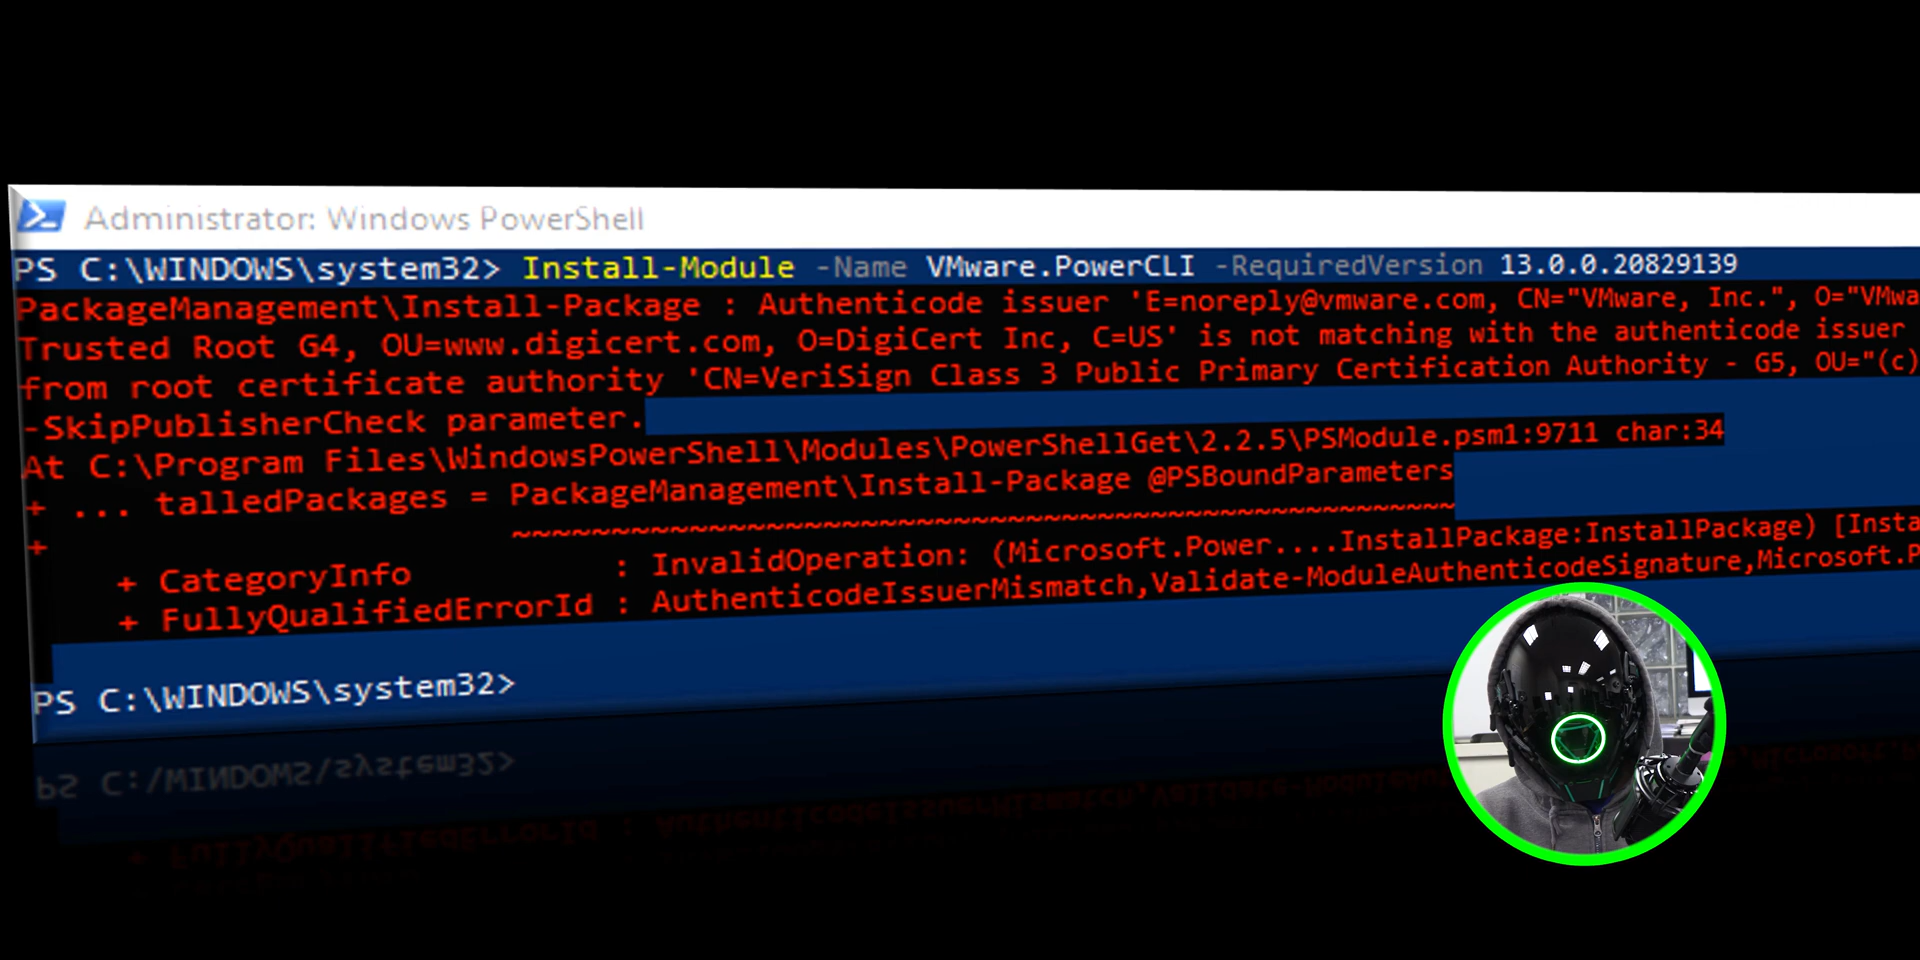 Administrator: Windows PowerShell
PS C:\WINDOWS\system32> Install-Module -Name VMware.PowerCLI -RequiredVersion 13.0.0.20829139
PackageManagement\Install-Package : Authenticode issuer 'E=noreply@vmware.com, CN="VMware, Inc.", O="VMwa
Trusted Root G4, OU=www.digicert.com, O=DigiCert Inc, C=US' is not matching with the authenticode issuer
from root certificate authority 'CN=VeriSign Class 3 Public Primary Certification Authority - G5, OU="(c)
-SkipPublisherCheck parameter.
At C:\Program Files\WindowsPowerShell\Modules\PowerShellGet\2.2.5\PSModule.psm1:9711 char:34
+ ... talledPackages = PackageManagement\Install-Package @PSBoundParameters
+ ~~~~~~~~~~~~~~~~~~~~~~~~~~~~~~~~~~~~~~~~~~~~~~~~~~~~~~~~~
+ CategoryInfo : InvalidOperation: (Microsoft.Power....InstallPackage:InstallPackage) [Insta
+ FullyQualifiedErrorId : AuthenticodeIssuerMismatch,Validate-ModuleAuthenticodeSignature,Microsoft.P
PS C:\WINDOWS\system32>